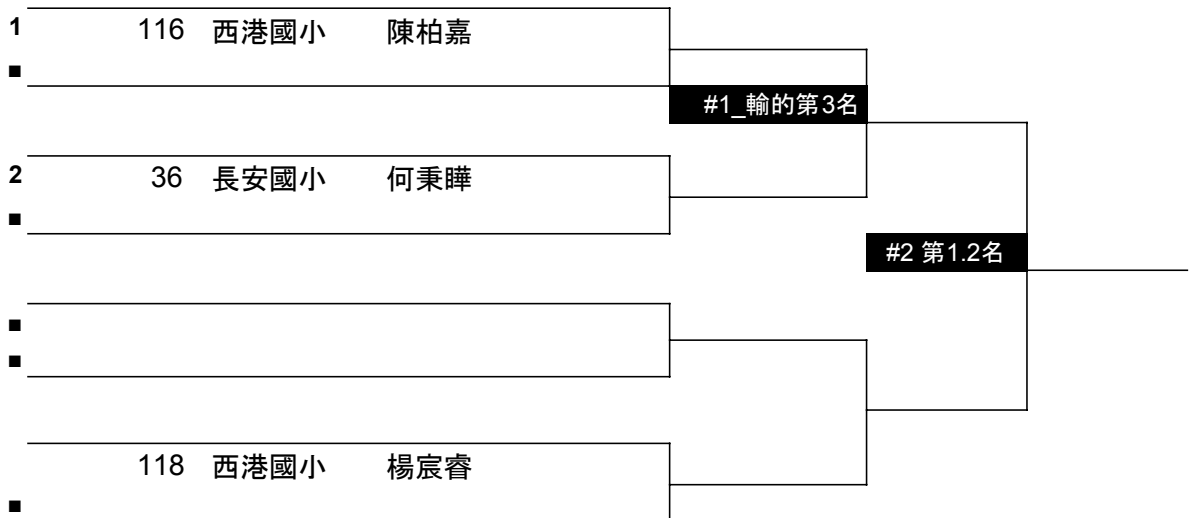 1 116 西港國小 陳柏嘉
■
#1_輸的第3名
2 36 長安國小 何秉曄
■
#2 第1.2名
■
■
118 西港國小 楊宸睿
■